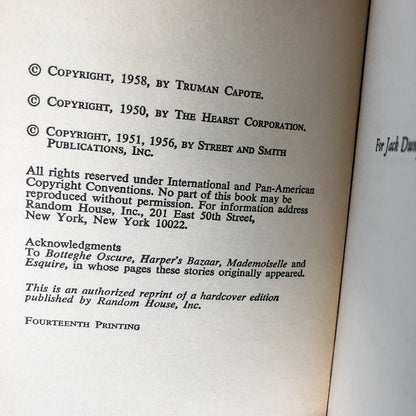 © Copyright, 1958, by Truman Capote.
© Copyright, 1950, by The Hearst Corporation.
© Copyright, 1951, 1956, by Street and Smith
Publications, Inc.
All rights reserved under International and Pan-American
Copyright Conventions. No part of this book may be
reproduced without permission. For information address
Random House, Inc., 201 East 50th Street,
New York, New York 10022.
Acknowledgments
To Botteghe Oscure, Harper's Bazaar, Mademoiselle and
Esquire, in whose pages these stories originally appeared.
This is an authorized reprint of a hardcover edition
published by Random House, Inc.
Fourteenth Printing
For Jack